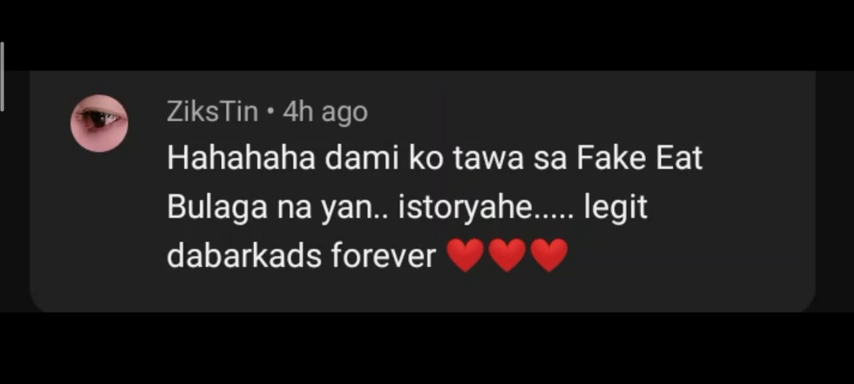 ZiksTin • 4h ago
Hahahaha dami ko tawa sa Fake Eat
Bulaga na yan.. istoryahe..... legit
dabarkads forever ❤️❤️❤️